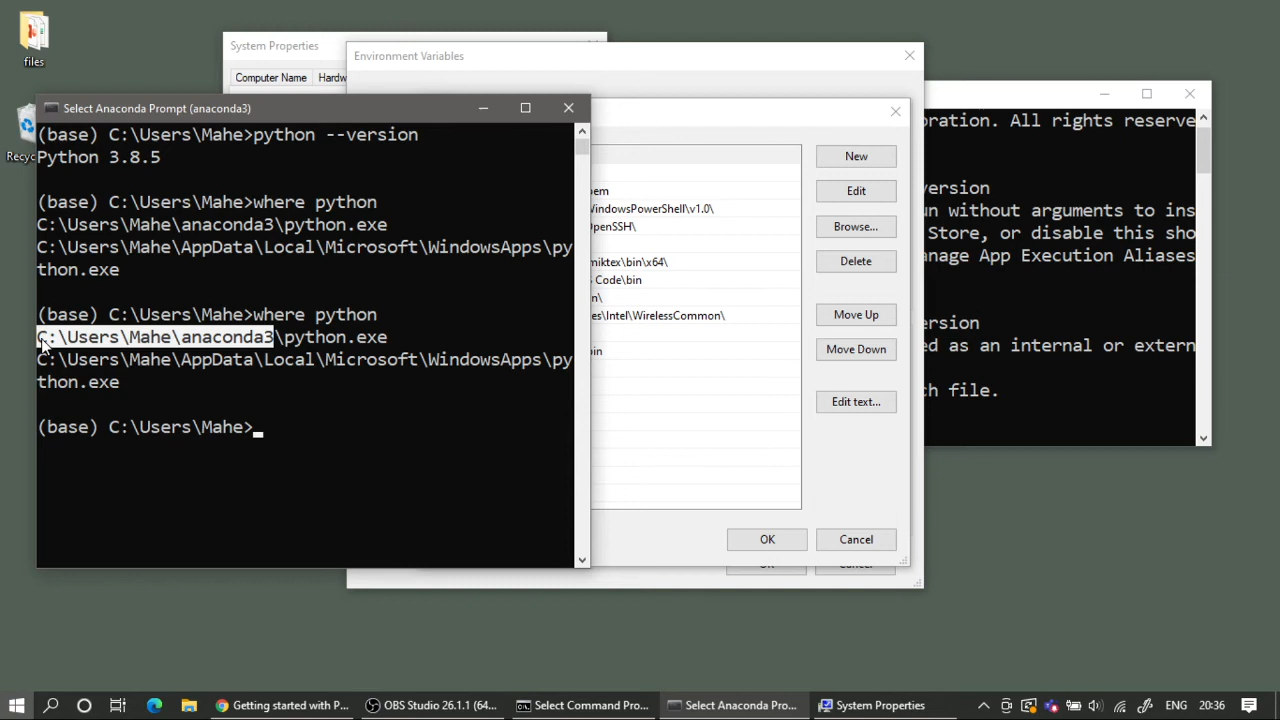 files
Recyc
System Properties
Computer Name
Hardw
Environment Variables
Select Anaconda Prompt (anaconda3)
(base) C:\Users\Mahe>python --version
Python 3.8.5
(base) C:\Users\Mahe>where python
C:\Users\Mahe\anaconda3\python.exe
C:\Users\Mahe\AppData\Local\Microsoft\WindowsApps\py
thon.exe
(base) C:\Users\Mahe>where python
C:\Users\Mahe\anaconda3\python.exe
C:\Users\Mahe\AppData\Local\Microsoft\WindowsApps\py
thon.exe
(base) C:\Users\Mahe>
WindowsPowerShell\v1.0\
OpenSSH\
miktex\bin\x64\
Code\bin
n\
es\Intel\WirelessCommon\
bin
New
Edit
Browse...
Delete
Move Up
Move Down
Edit text...
OK
Cancel
oration. All rights reserve
version
un without arguments to ins
Store, or disable this sho
nage App Execution Aliases
ersion
ed as an internal or extern
ch file.
Getting started with P...
OBS Studio 26.1.1 (64...
Select Command Pro...
Select Anaconda Pro...
System Properties
ENG
20:36